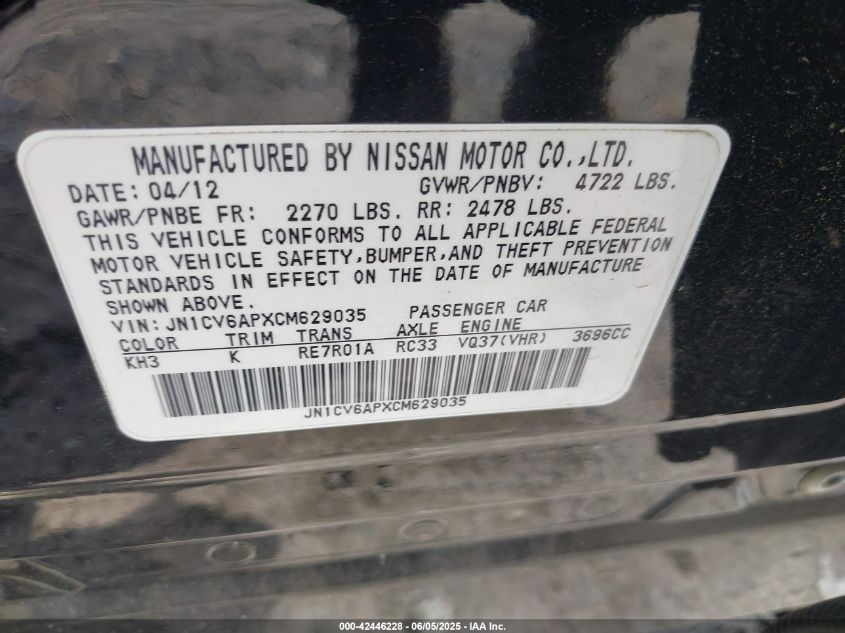 MANUFACTURED BY NISSAN MOTOR CO.,LTD.
DATE: 04/12 GVWR/PNBV: 4722 LBS.
GAWR/PNBE FR: 2270 LBS. RR: 2478 LBS.
THIS VEHICLE CONFORMS TO ALL APPLICABLE FEDERAL
MOTOR VEHICLE SAFETY,BUMPER,AND THEFT PREVENTION
STANDARDS IN EFFECT ON THE DATE OF MANUFACTURE
SHOWN ABOVE.
VIN: JN1CV6APXCM629035 PASSENGER CAR
COLOR TRIM TRANS AXLE ENGINE
KH3 K RE7R01A RC33 VQ37(VHR) 3696CC
JN1CV6APXCM629035
000-42446228 - 06/05/2025 - IAA Inc.